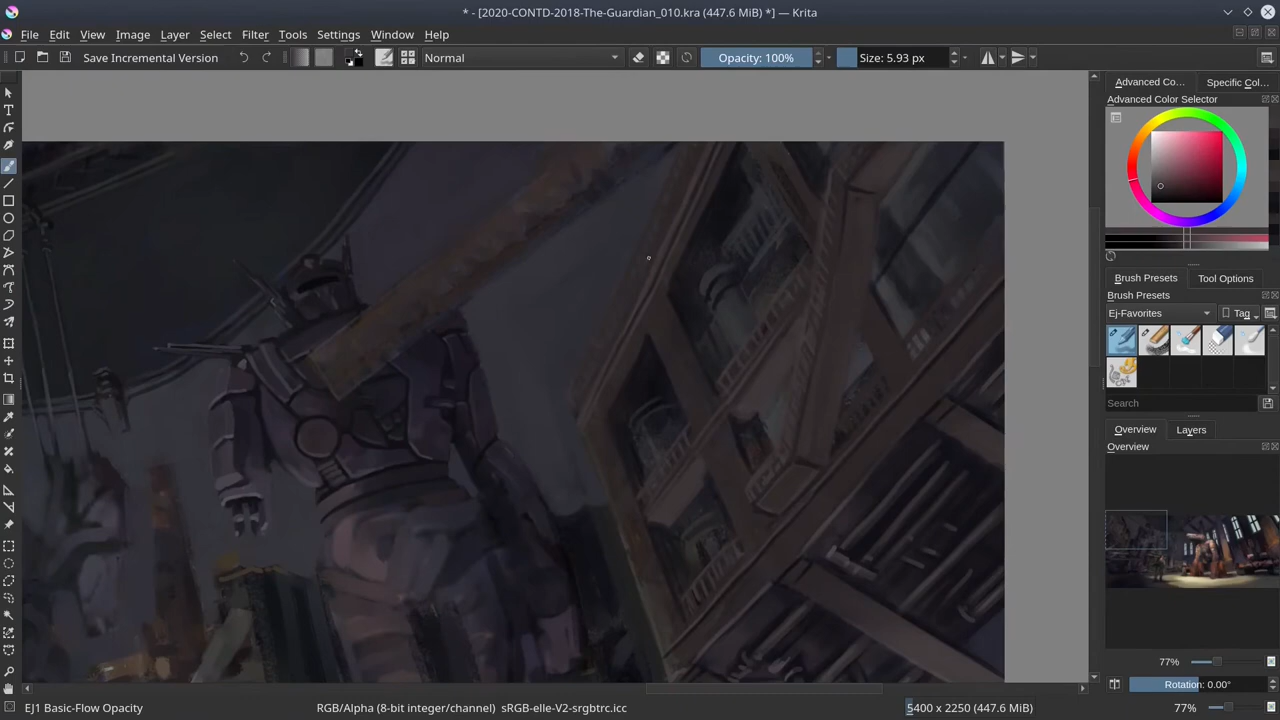 * - [2020-CONTD-2018-The-Guardian_010.kra (447.6 MiB) *] — Krita
File Edit View Image Layer Select Filter Tools Settings Window Help
Save Incremental Version Normal Opacity: 100% Size: 5.93 px
Advanced Co... Specific Col...
Advanced Color Selector
Brush Presets Tool Options
Brush Presets
Ej-Favorites Tag
Search
Overview Layers
Overview
77%
Rotation: 0.00°
EJ1 Basic-Flow Opacity RGB/Alpha (8-bit integer/channel) sRGB-elle-V2-srgbtrc.icc 5400 x 2250 (447.6 MiB) 77%